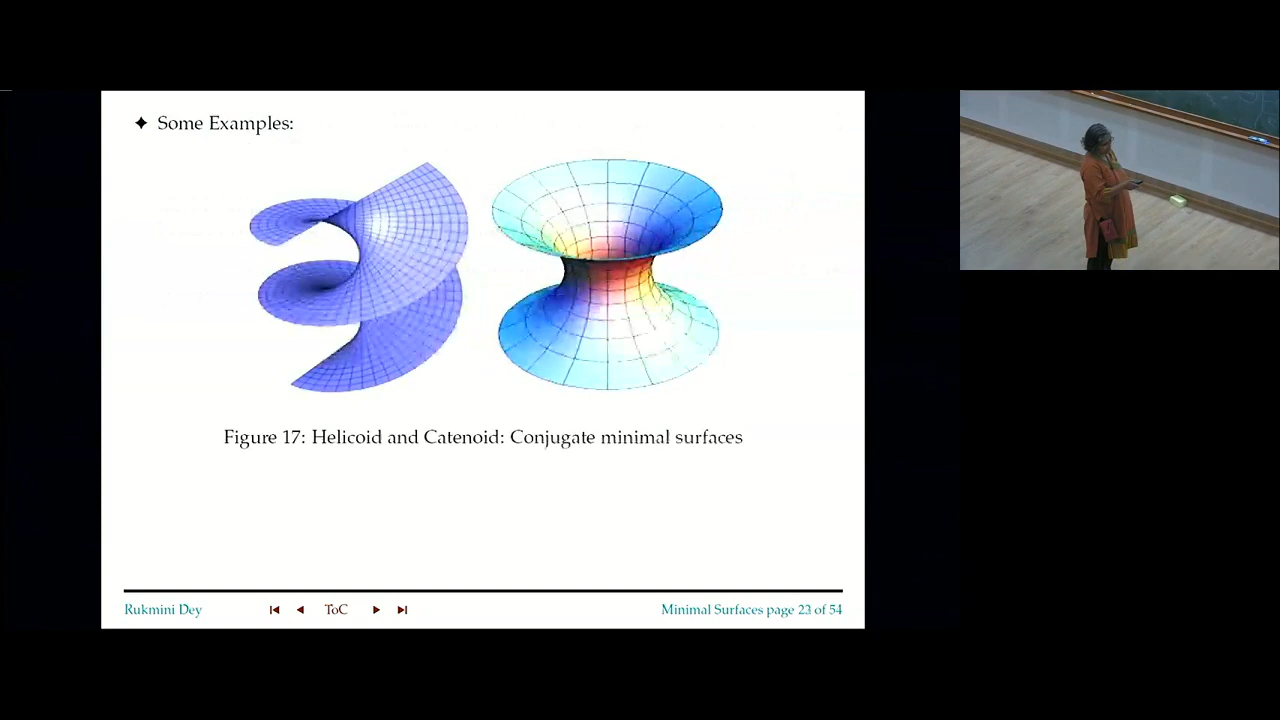 ✦ Some Examples:
Figure 17: Helicoid and Catenoid: Conjugate minimal surfaces
Rukmini Dey
ToC
Minimal Surfaces page 23 of 54